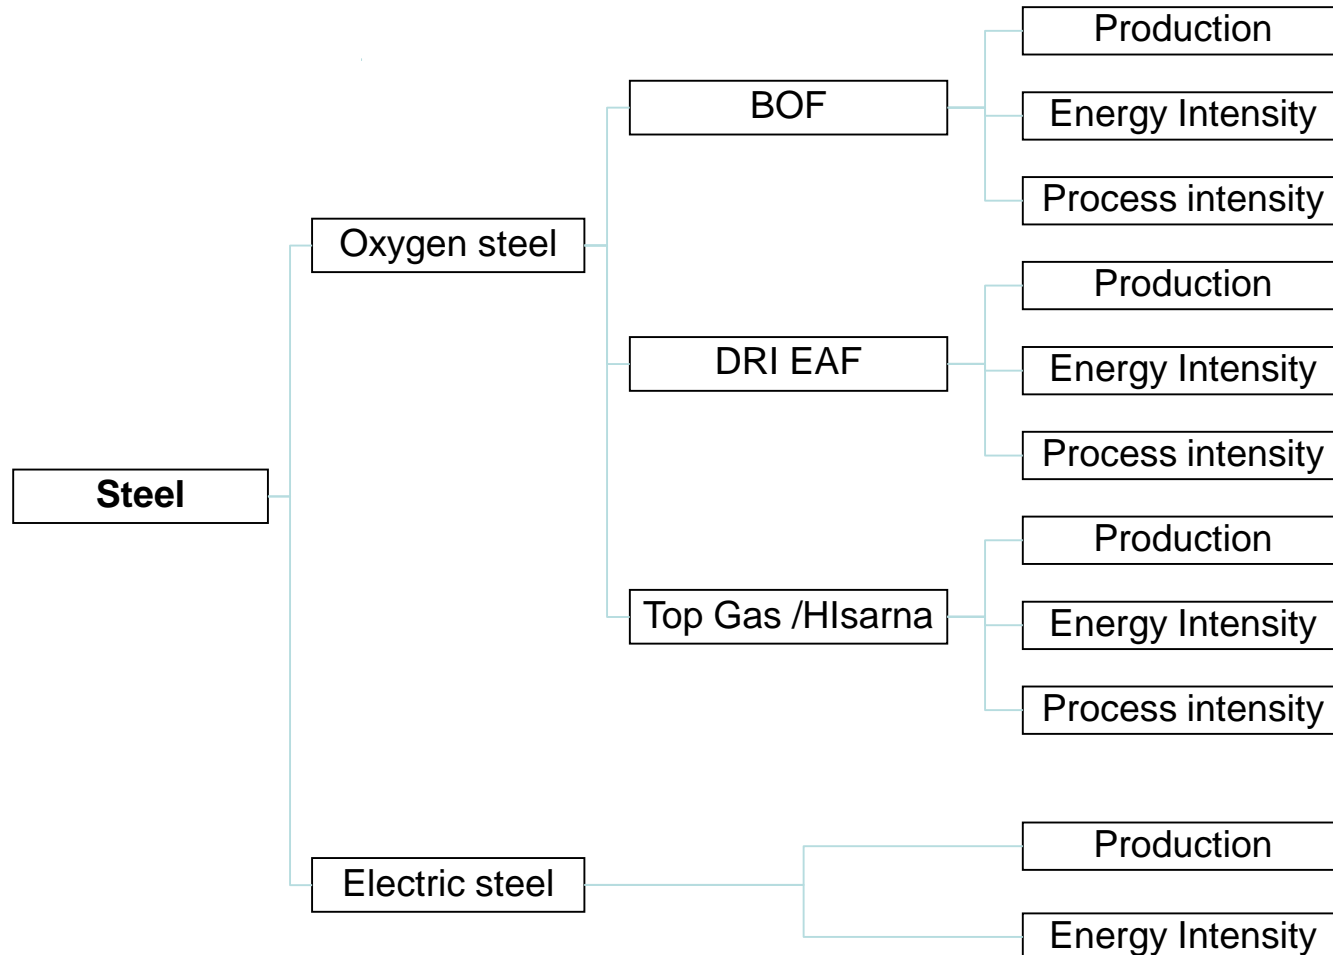 Production
BOF
Energy Intensity
Process intensity
Oxygen steel
Production
DRI EAF
Energy Intensity
Process intensity
Steel
Production
Top Gas /HIsarna
Energy Intensity
Process intensity
Production
Electric steel
Energy Intensity